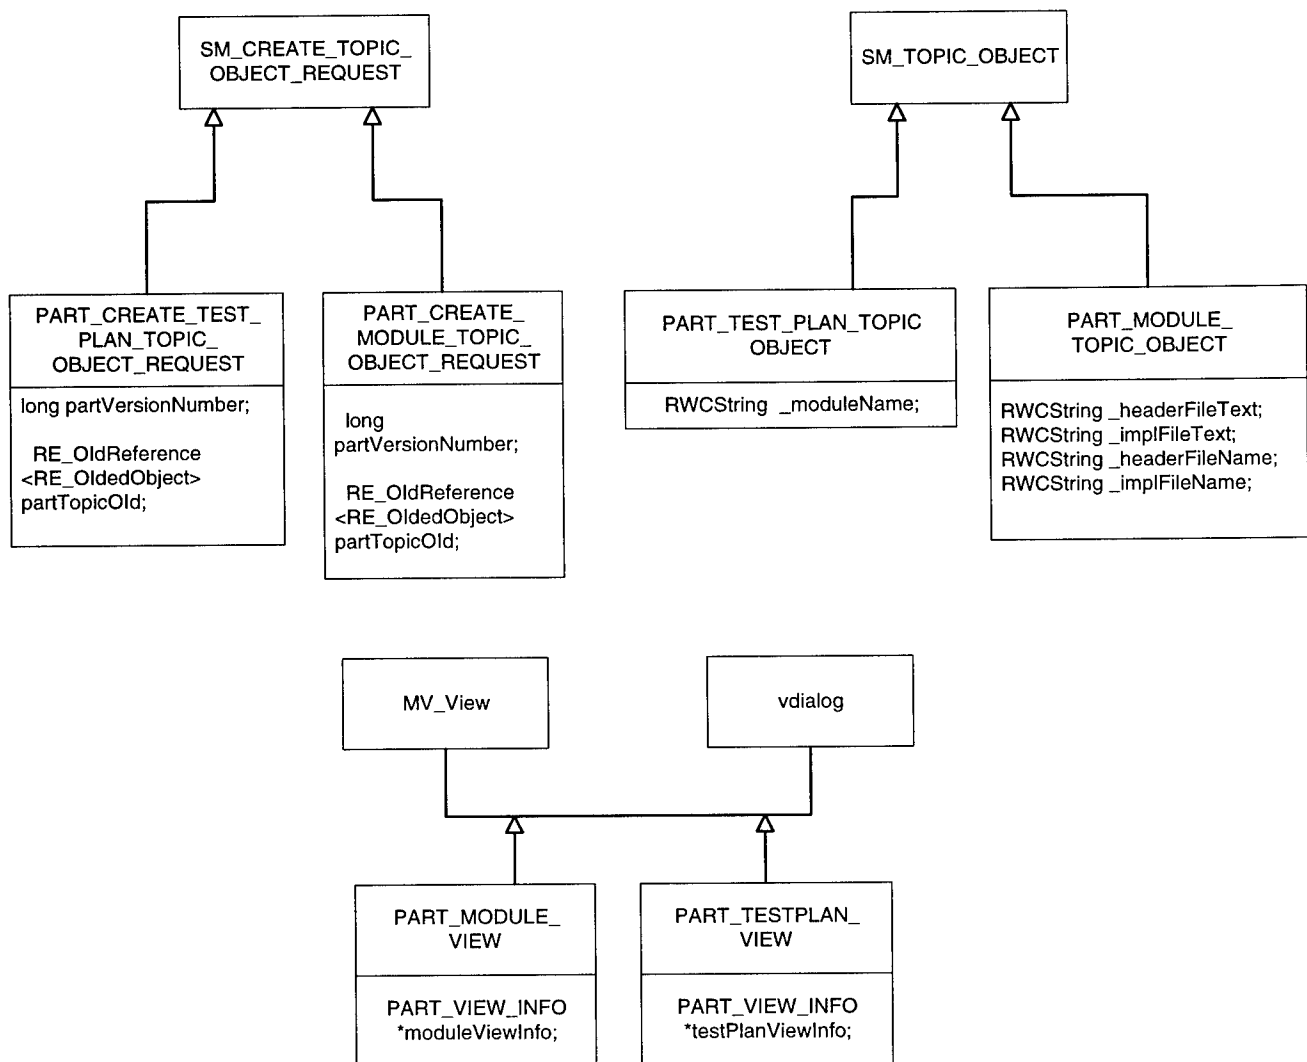 SM_CREATE_TOPIC_
OBJECT_REQUEST
SM_TOPIC_OBJECT
PART_CREATE_TEST_
PLAN_TOPIC_
OBJECT_REQUEST
long partVersionNumber;
RE_OIdReference
<RE_OIdedObject>
partTopicOId;
PART_CREATE_
MODULE_TOPIC_
OBJECT_REQUEST
long
partVersionNumber;
RE_OIdReference
<RE_OIdedObject>
partTopicOId;
PART_TEST_PLAN_TOPIC
OBJECT
RWCString _moduleName;
PART_MODULE_
TOPIC_OBJECT
RWCString _headerFileText;
RWCString _implFileText;
RWCString _headerFileName;
RWCString _implFileName;
MV_View
vdialog
PART_MODULE_
VIEW
PART_VIEW_INFO
*moduleViewInfo;
PART_TESTPLAN_
VIEW
PART_VIEW_INFO
*testPlanViewInfo;